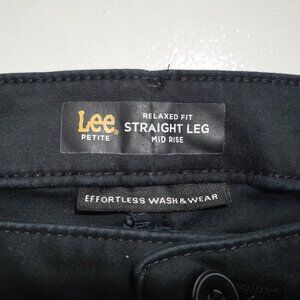 Lee®
PETITE
RELAXED FIT
STRAIGHT LEG
MID RISE
EFFORTLESS WASH & WEAR